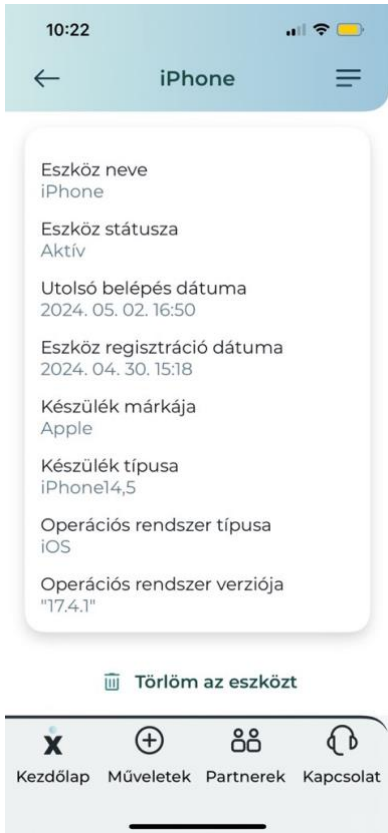 10:22
iPhone
Eszköz neve
iPhone
Eszköz státusza
Aktív
Utolsó belépés dátuma
2024. 05. 02. 16:50
Eszköz regisztráció dátuma
2024. 04. 30. 15:18
Készülék márkája
Apple
Készülék típusa
iPhone14,5
Operációs rendszer típusa
iOS
Operációs rendszer verziója
"17.4.1"
Törlöm az eszközt
Kezdőlap Műveletek Partnerek Kapcsolat